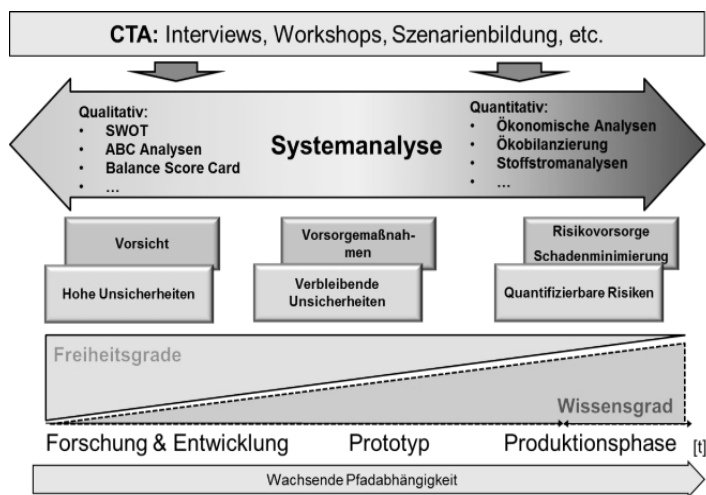 CTA: Interviews, Workshops, Szenarienbildung, etc.
Qualitativ:
• SWOT
• ABC Analysen
• Balance Score Card
• ...
Systemanalyse
Quantitativ:
• Ökonomische Analysen
• Ökobilanzierung
• Stoffstromanalysen
• ...
Vorsicht
Hohe Unsicherheiten
Vorsorgemaßnah-
men
Verbleibende
Unsicherheiten
Risikovorsorge
Schadenminimierung
Quantifizierbare Risiken
Freiheitsgrade
Wissensgrad
Forschung & Entwicklung
Prototyp
Produktionsphase
[t]
Wachsende Pfadabhängigkeit